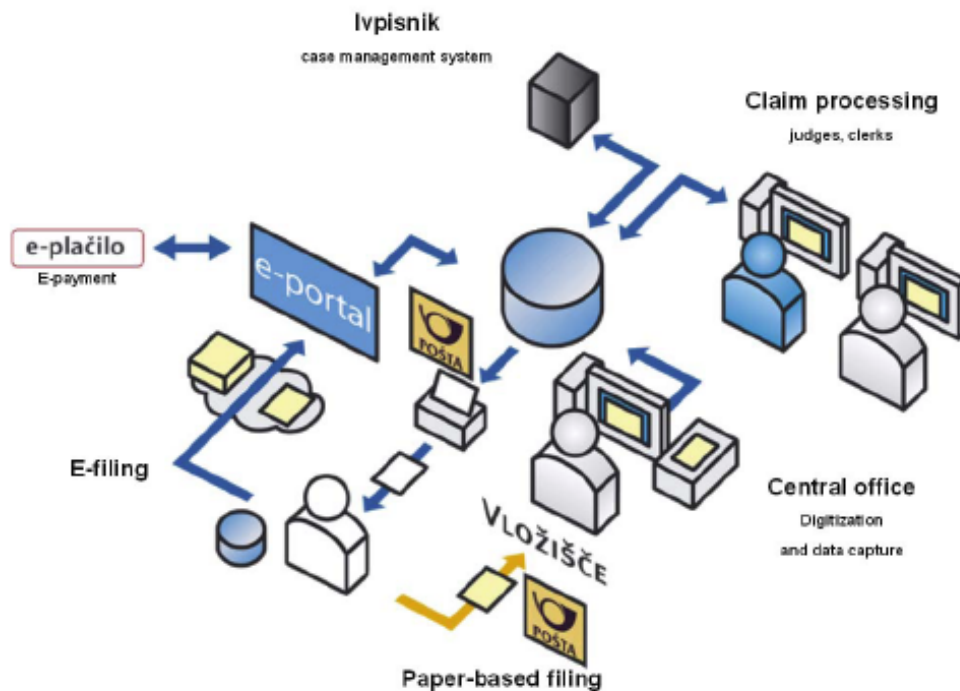 Ivpisnik
case management system
Claim processing
judges, clerks
e-plačilo
E-payment
e-portal
POŠTA
E-filing
Central office
Digitization
and data capture
VLOŽIŠČE
POŠTA
Paper-based filing